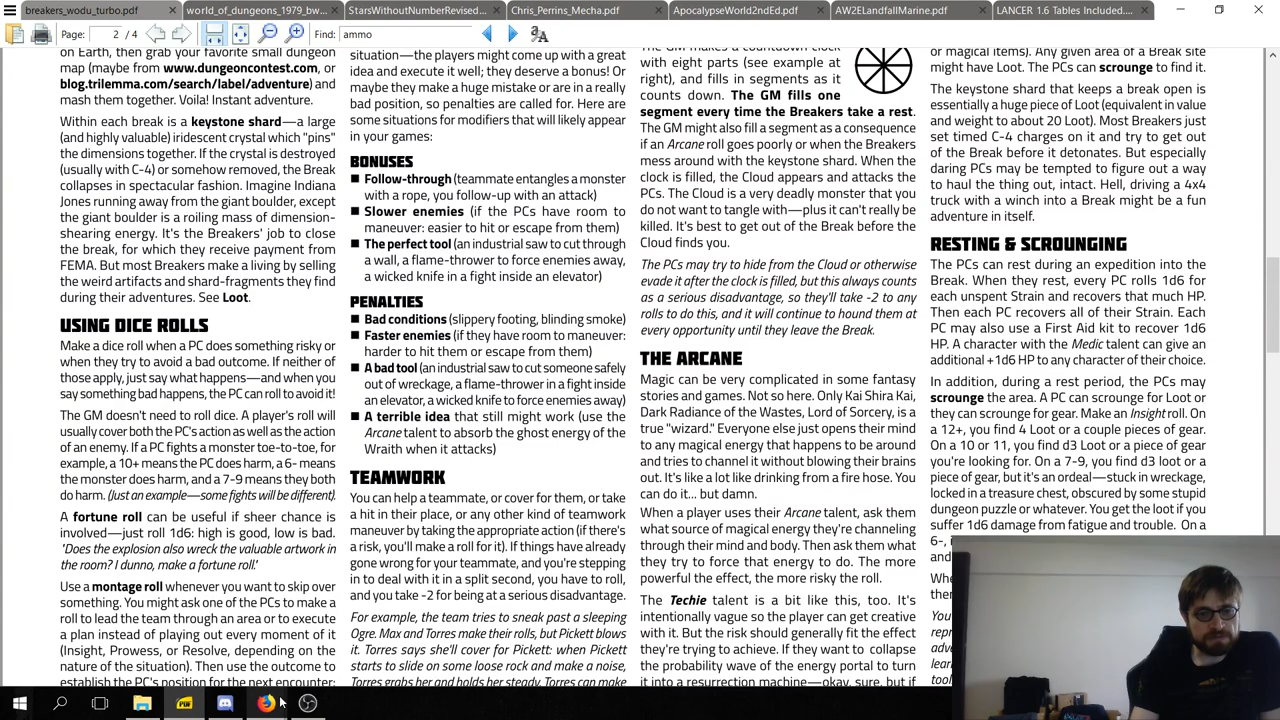 breakers_wodu_turbo.pdf
world_of_dungeons_1979_bw...
StarsWithoutNumberRevised...
Chris_Perrins_Mecha.pdf
ApocalypseWorld2ndEd.pdf
AW2ELandfallMarine.pdf
LANCER 1.6 Tables Included....
Page:
2 / 4
Find:
ammo
on Earth, then grab your favorite small dungeon
map (maybe from www.dungeoncontest.com, or
blog.trilemma.com/search/label/adventure) and
mash them together. Voila! Instant adventure.
Within each break is a keystone shard—a large
(and highly valuable) iridescent crystal which "pins"
the dimensions together. If the crystal is destroyed
(usually with C-4) or somehow removed, the Break
collapses in spectacular fashion. Imagine Indiana
Jones running away from the giant boulder, except
the giant boulder is a roiling mass of dimension-
shearing energy. It's the Breakers' job to close
the break, for which they receive payment from
FEMA. But most Breakers make a living by selling
the weird artifacts and shard-fragments they find
during their adventures. See Loot.
USING DICE ROLLS
Make a dice roll when a PC does something risky or
when they try to avoid a bad outcome. If neither of
those apply, just say what happens—and when you
say something bad happens, the PC can roll to avoid it!
The GM doesn't need to roll dice. A player's roll will
usually cover both the PC's action as well as the action
of an enemy. If a PC fights a monster toe-to-toe, for
example, a 10+ means the PC does harm, a 6- means
the monster does harm, and a 7-9 means they both
do harm. (Just an example—some fights will be different).
A fortune roll can be useful if sheer chance is
involved—just roll 1d6: high is good, low is bad.
'Does the explosion also wreck the valuable artwork in
the room? I dunno, make a fortune roll.'
Use a montage roll whenever you want to skip over
something. You might ask one of the PCs to make a
roll to lead the team through an area or to execute
a plan instead of playing out every moment of it
(Insight, Prowess, or Resolve, depending on the
nature of the situation). Then use the outcome to
establish the PC's position for the next encounter:
situation—the players might come up with a great
idea and execute it well; they deserve a bonus! Or
maybe they make a huge mistake or are in a really
bad position, so penalties are called for. Here are
some situations for modifiers that will likely appear
in your games:
BONUSES
■ Follow-through (teammate entangles a monster
with a rope, you follow-up with an attack)
■ Slower enemies (if the PCs have room to
maneuver: easier to hit or escape from them)
■ The perfect tool (an industrial saw to cut through
a wall, a flame-thrower to force enemies away,
a wicked knife in a fight inside an elevator)
PENALTIES
■ Bad conditions (slippery footing, blinding smoke)
■ Faster enemies (if they have room to maneuver:
harder to hit them or escape from them)
■ A bad tool (an industrial saw to cut someone safely
out of wreckage, a flame-thrower in a fight inside
an elevator, a wicked knife to force enemies away)
■ A terrible idea that still might work (use the
Arcane talent to absorb the ghost energy of the
Wraith when it attacks)
TEAMWORK
You can help a teammate, or cover for them, or take
a hit in their place, or any other kind of teamwork
maneuver by taking the appropriate action (if there's
a risk, you'll make a roll for it). If things have already
gone wrong for your teammate, and you're stepping
in to deal with it in a split second, you have to roll,
and you take -2 for being at a serious disadvantage.
For example, the team tries to sneak past a sleeping
Ogre. Max and Torres make their rolls, but Pickett blows
it. Torres says she'll cover for Pickett: when Pickett
starts to slide on some loose rock and make a noise,
Torres grabs her and holds her steady. Torres can make
The GM makes a countdown clock
with eight parts (see example at
right), and fills in segments as it
counts down. The GM fills one
segment every time the Breakers take a rest.
The GM might also fill a segment as a consequence
if an Arcane roll goes poorly or when the Breakers
mess around with the keystone shard. When the
clock is filled, the Cloud appears and attacks the
PCs. The Cloud is a very deadly monster that you
do not want to tangle with—plus it can't really be
killed. It's best to get out of the Break before the
Cloud finds you.
The PCs may try to hide from the Cloud or otherwise
evade it after the clock is filled, but this always counts
as a serious disadvantage, so they'll take -2 to any
rolls to do this, and it will continue to hound them at
every opportunity until they leave the Break.
THE ARCANE
Magic can be very complicated in some fantasy
stories and games. Not so here. Only Kai Shira Kai,
Dark Radiance of the Wastes, Lord of Sorcery, is a
true "wizard." Everyone else just opens their mind
to any magical energy that happens to be around
and tries to channel it without blowing their brains
out. It's like a lot like drinking from a fire hose. You
can do it... but damn.
When a player uses their Arcane talent, ask them
what source of magical energy they're channeling
through their mind and body. Then ask them what
they try to force that energy to do. The more
powerful the effect, the more risky the roll.
The Techie talent is a bit like this, too. It's
intentionally vague so the player can get creative
with it. But the risk should generally fit the effect
they're trying to achieve. If they want to collapse
the probability wave of the energy portal to turn
it into a resurrection machine—okay, sure, but if
or magical items). Any given area of a Break site
might have Loot. The PCs can scrounge to find it.
The keystone shard that keeps a break open is
essentially a huge piece of Loot (equivalent in value
and weight to about 20 Loot). Most Breakers just
set timed C-4 charges on it and try to get out
of the Break before it detonates. But especially
daring PCs may be tempted to figure out a way
to haul the thing out, intact. Hell, driving a 4x4
truck with a winch into a Break might be a fun
adventure in itself.
RESTING & SCROUNGING
The PCs can rest during an expedition into the
Break. When they rest, every PC rolls 1d6 for
each unspent Strain and recovers that much HP.
Then each PC recovers all of their Strain. Each
PC may also use a First Aid kit to recover 1d6
HP. A character with the Medic talent can give an
additional +1d6 HP to any character of their choice.
In addition, during a rest period, the PCs may
scrounge the area. A PC can scrounge for Loot or
they can scrounge for gear. Make an Insight roll. On
a 12+, you find 4 Loot or a couple pieces of gear.
On a 10 or 11, you find d3 Loot or a piece of gear
you're looking for. On a 7-9, you find d3 loot or a
piece of gear, but it's an ordeal—stuck in wreckage,
locked in a treasure chest, obscured by some stupid
dungeon puzzle or whatever. You get the loot if you
suffer 1d6 damage from fatigue and trouble. On a
6-,
and